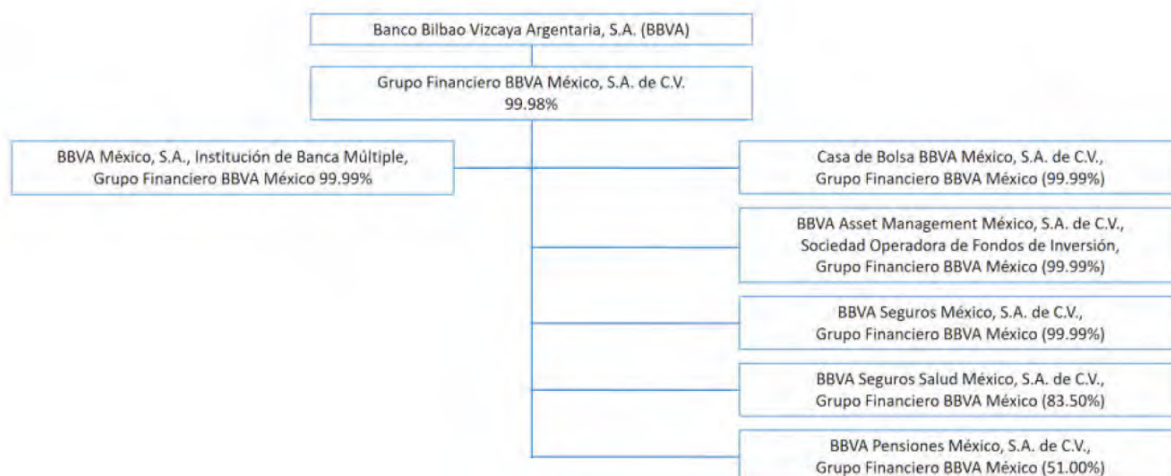 Banco Bilbao Vizcaya Argentaria, S.A. (BBVA)
Grupo Financiero BBVA México, S.A. de C.V.
99.98%
BBVA México, S.A., Institución de Banca Múltiple,
Grupo Financiero BBVA México 99.99%
Casa de Bolsa BBVA México, S.A. de C.V.,
Grupo Financiero BBVA México (99.99%)
BBVA Asset Management México, S.A. de C.V.,
Sociedad Operadora de Fondos de Inversión,
Grupo Financiero BBVA México (99.99%)
BBVA Seguros México, S.A. de C.V.,
Grupo Financiero BBVA México (99.99%)
BBVA Seguros Salud México, S.A. de C.V.,
Grupo Financiero BBVA México (83.50%)
BBVA Pensiones México, S.A. de C.V.,
Grupo Financiero BBVA México (51.00%)